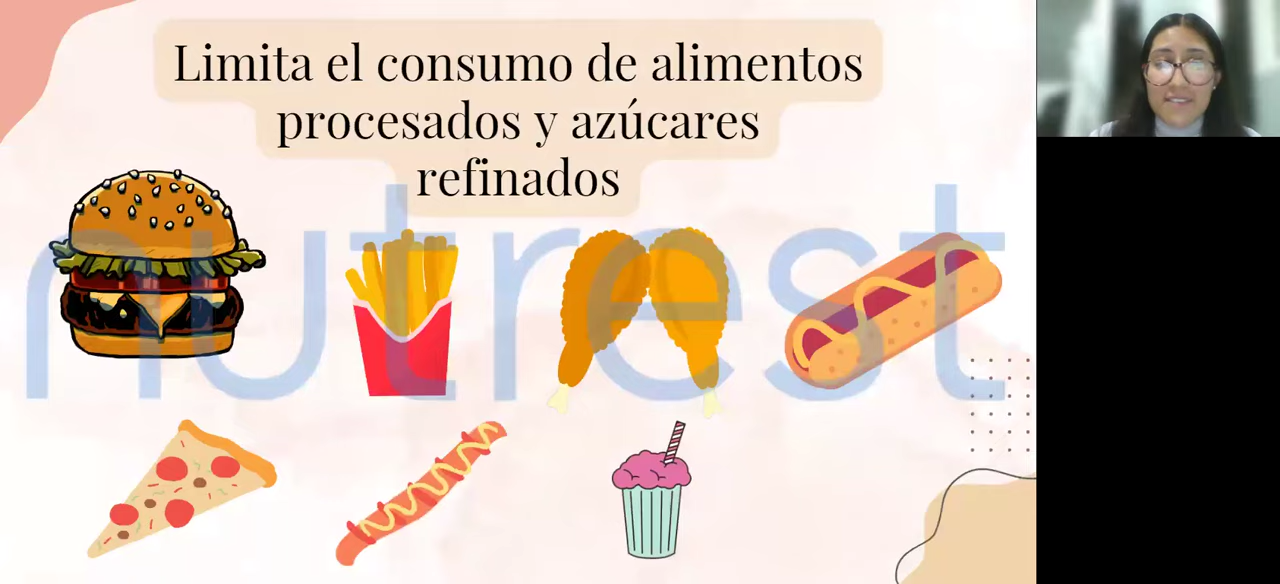 Limita el consumo de alimentos
procesados y azúcares
refinados
nutrest